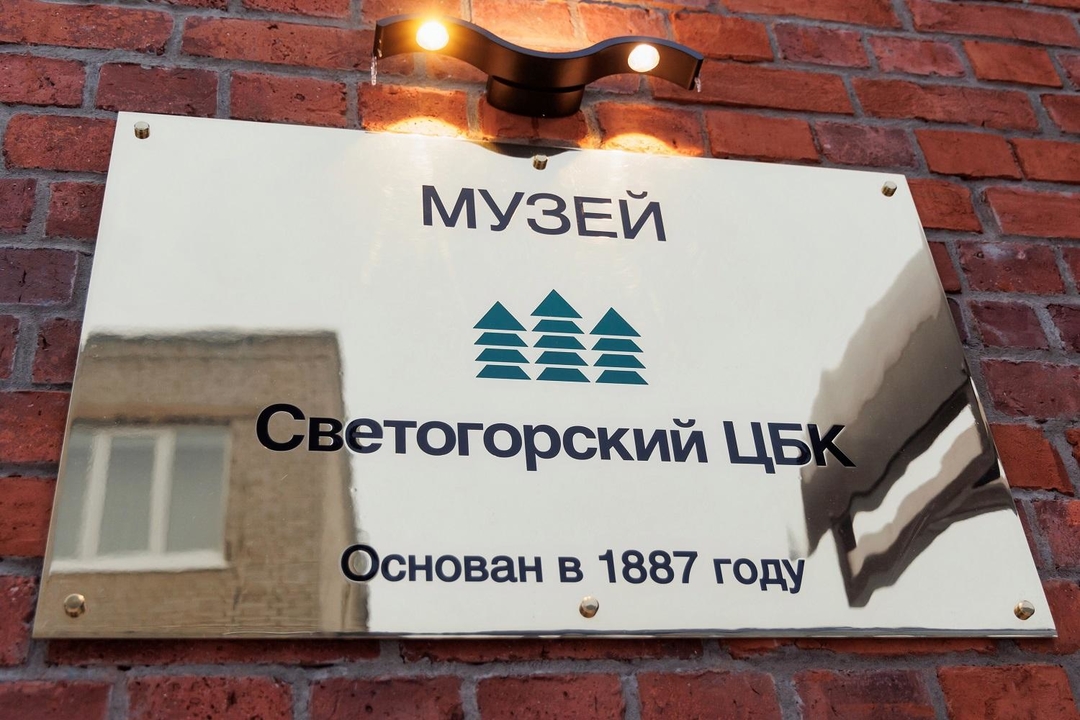 МУЗЕЙ
Светогорский ЦБК
Основан в 1887 году